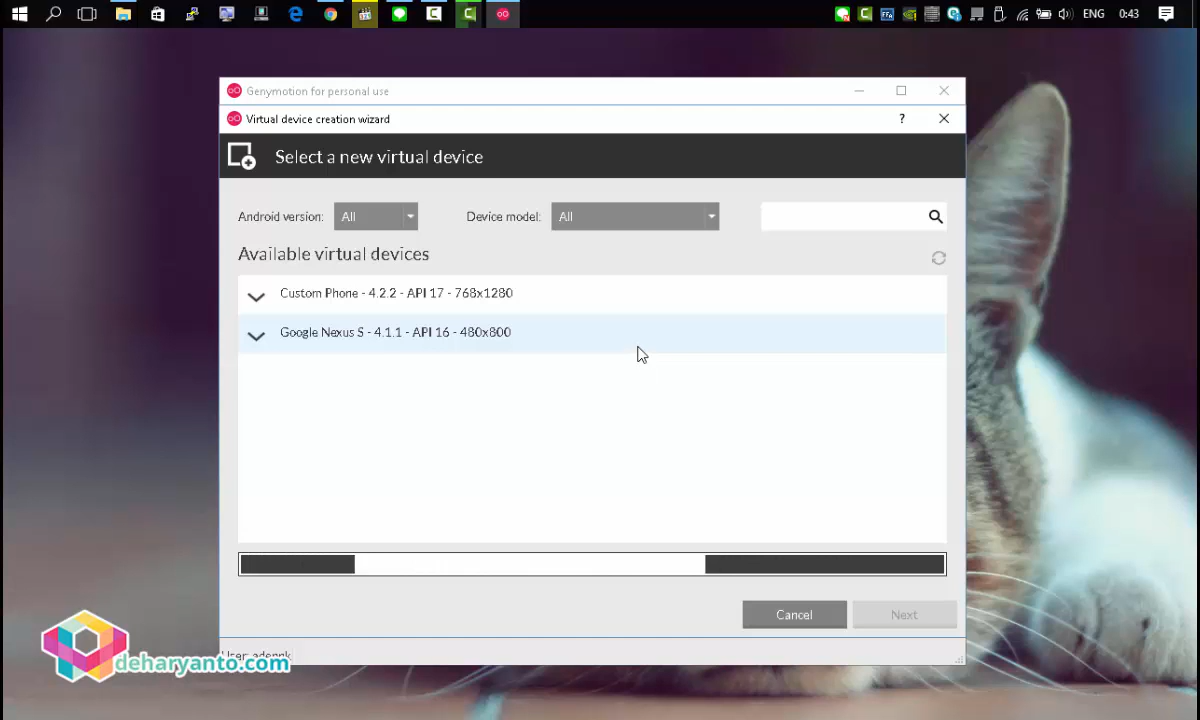 ENG 0:43
Genymotion for personal use
Virtual device creation wizard
?
Select a new virtual device
Android version: All Device model: All
Available virtual devices
Custom Phone - 4.2.2 - API 17 - 768x1280
Google Nexus S - 4.1.1 - API 16 - 480x800
Cancel Next
User: adeppk
deharyanto.com